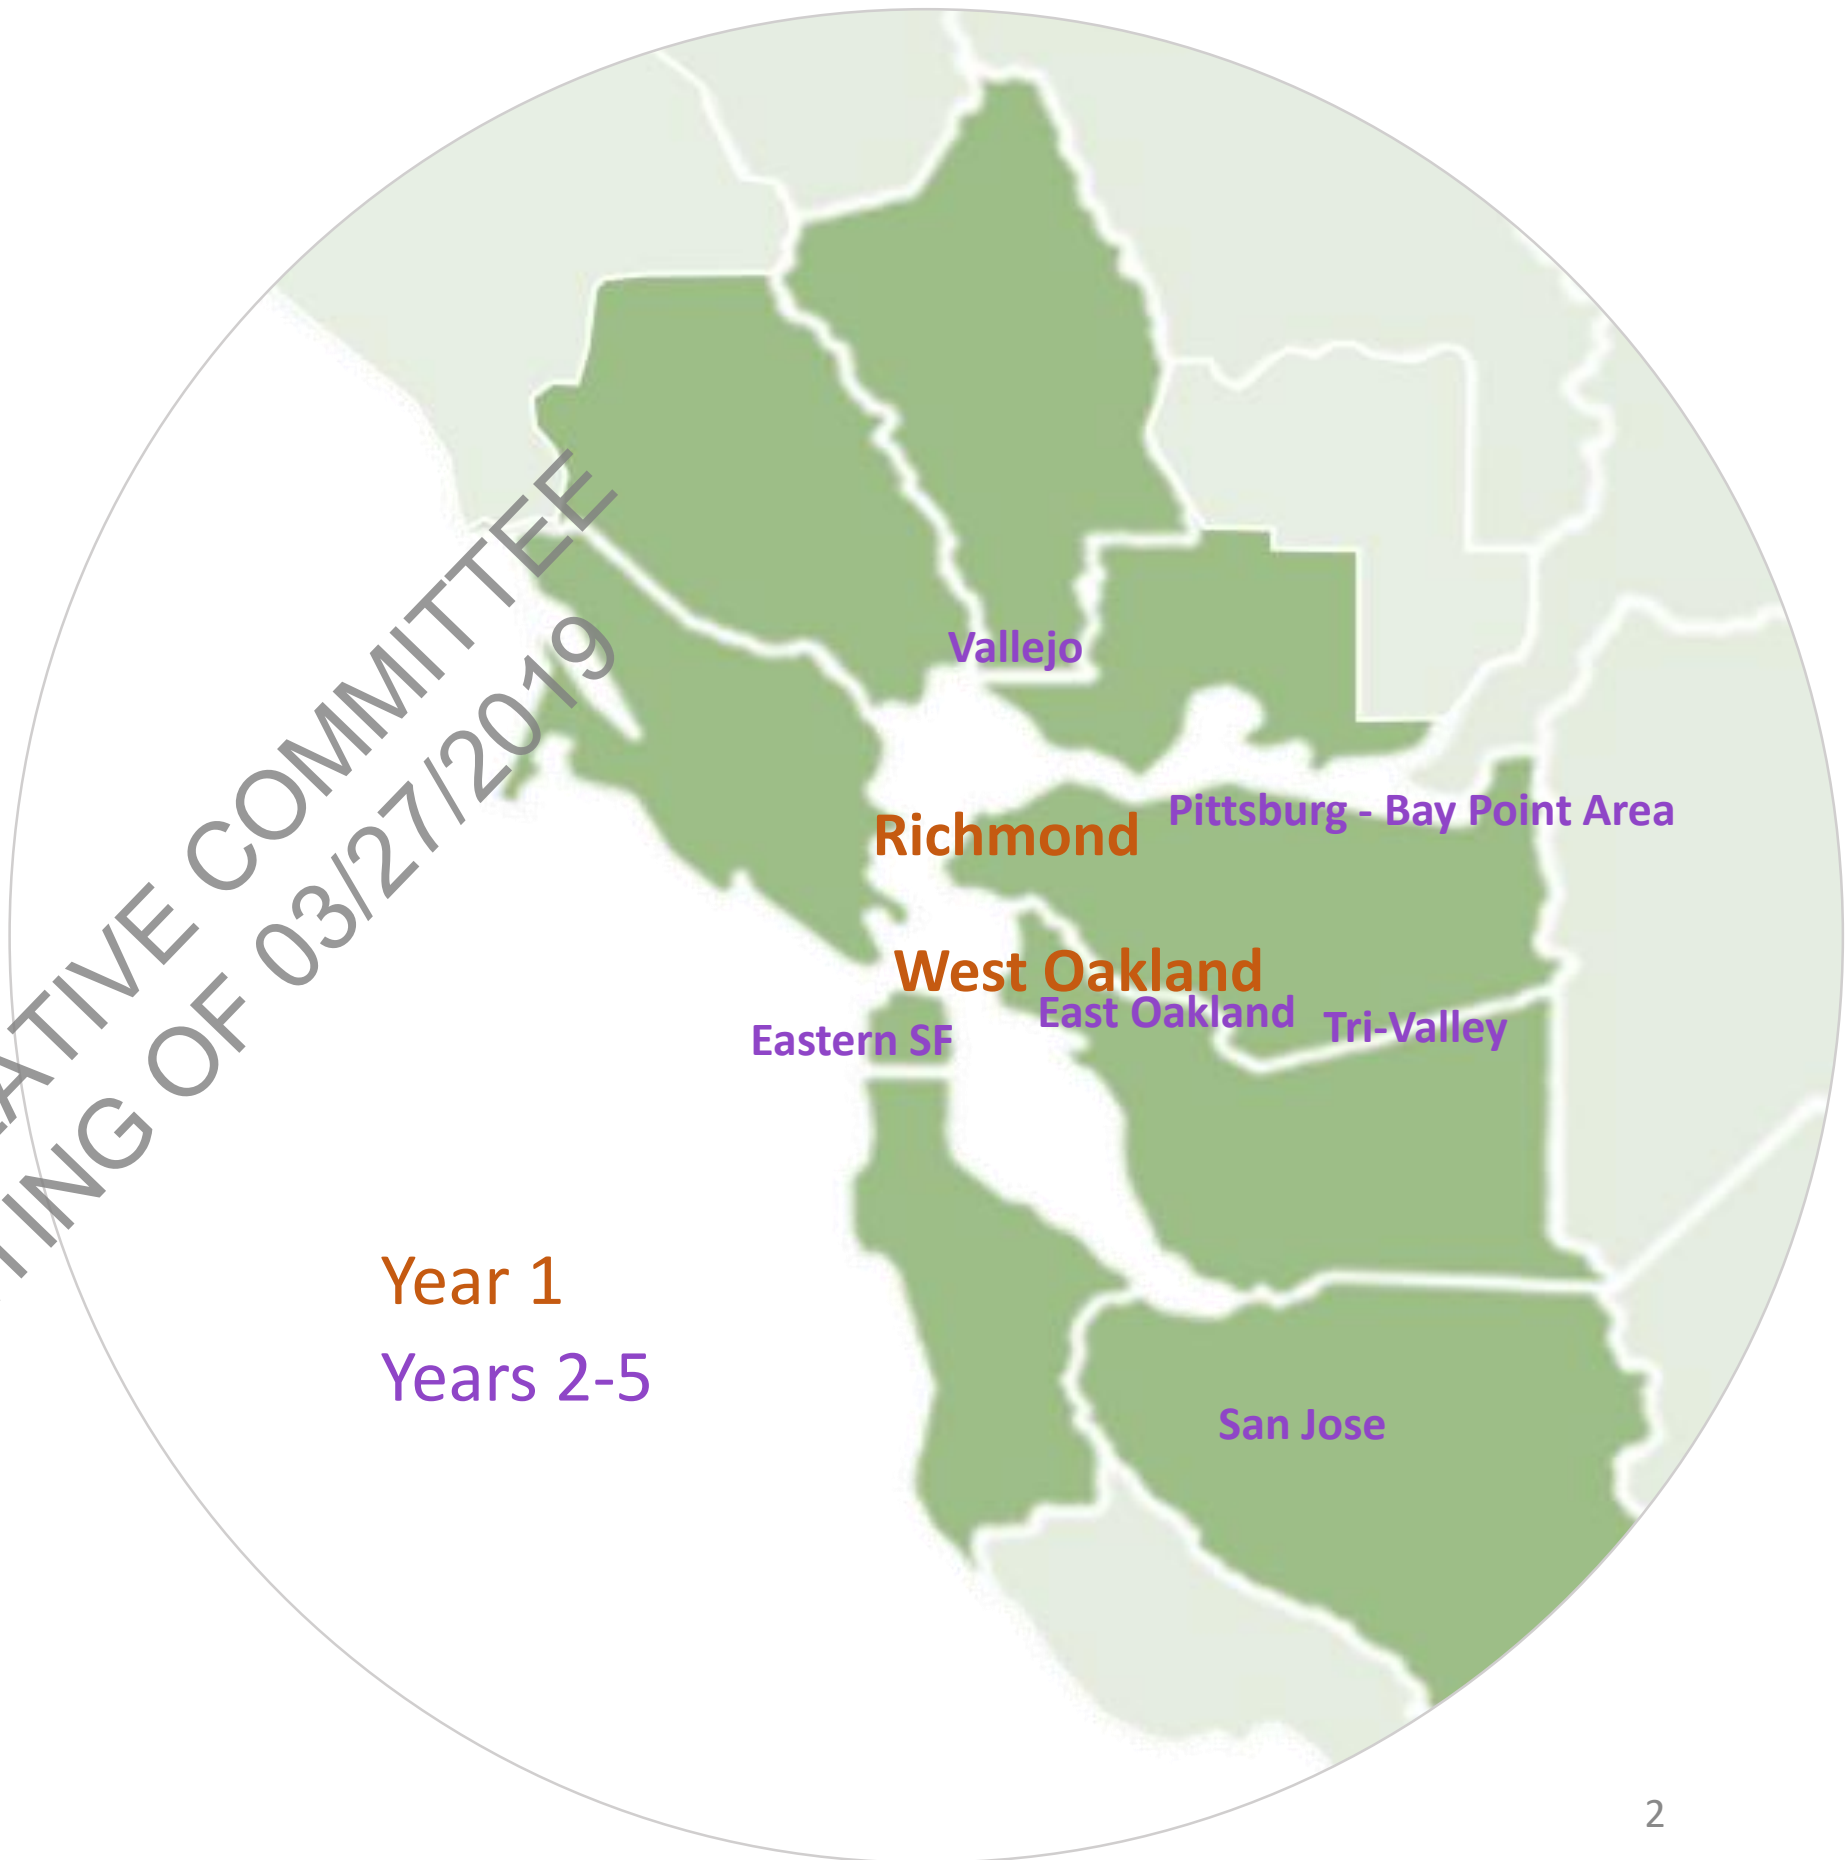 ATIVE COMMITTEE
TING OF 03/27/2019
Vallejo
Richmond
Pittsburg - Bay Point Area
West Oakland
East Oakland
Tri-Valley
Eastern SF
Year 1
Years 2-5
San Jose
2